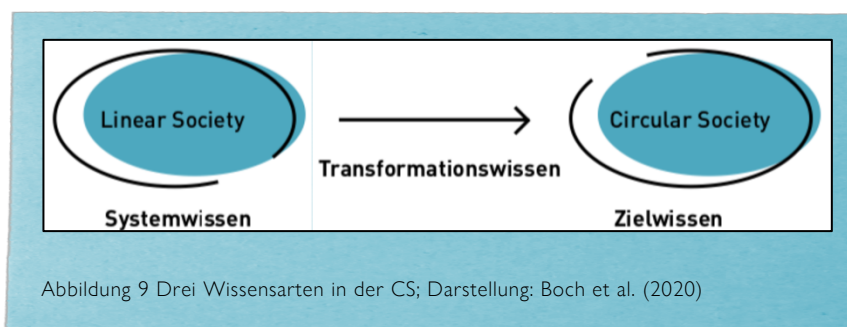 Linear Society
Circular Society
Transformationswissen
Systemwissen
Zielwissen
Abbildung 9 Drei Wissensarten in der CS; Darstellung: Boch et al. (2020)